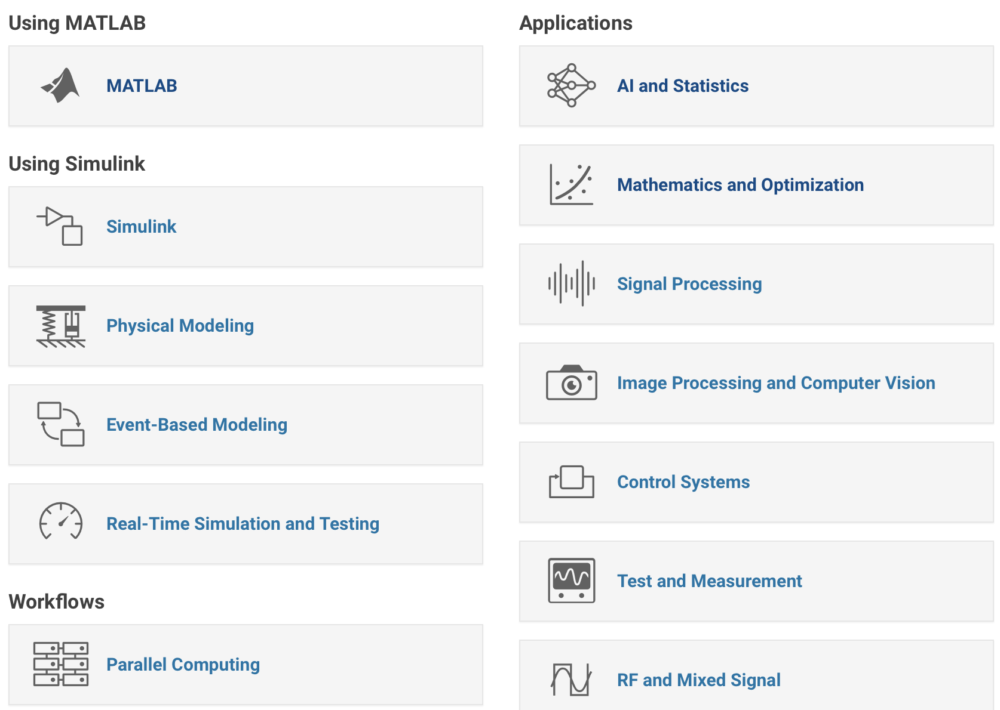 Using MATLAB
MATLAB
Using Simulink
Simulink
Physical Modeling
Event-Based Modeling
Real-Time Simulation and Testing
Workflows
Parallel Computing
Applications
AI and Statistics
Mathematics and Optimization
Signal Processing
Image Processing and Computer Vision
Control Systems
Test and Measurement
RF and Mixed Signal